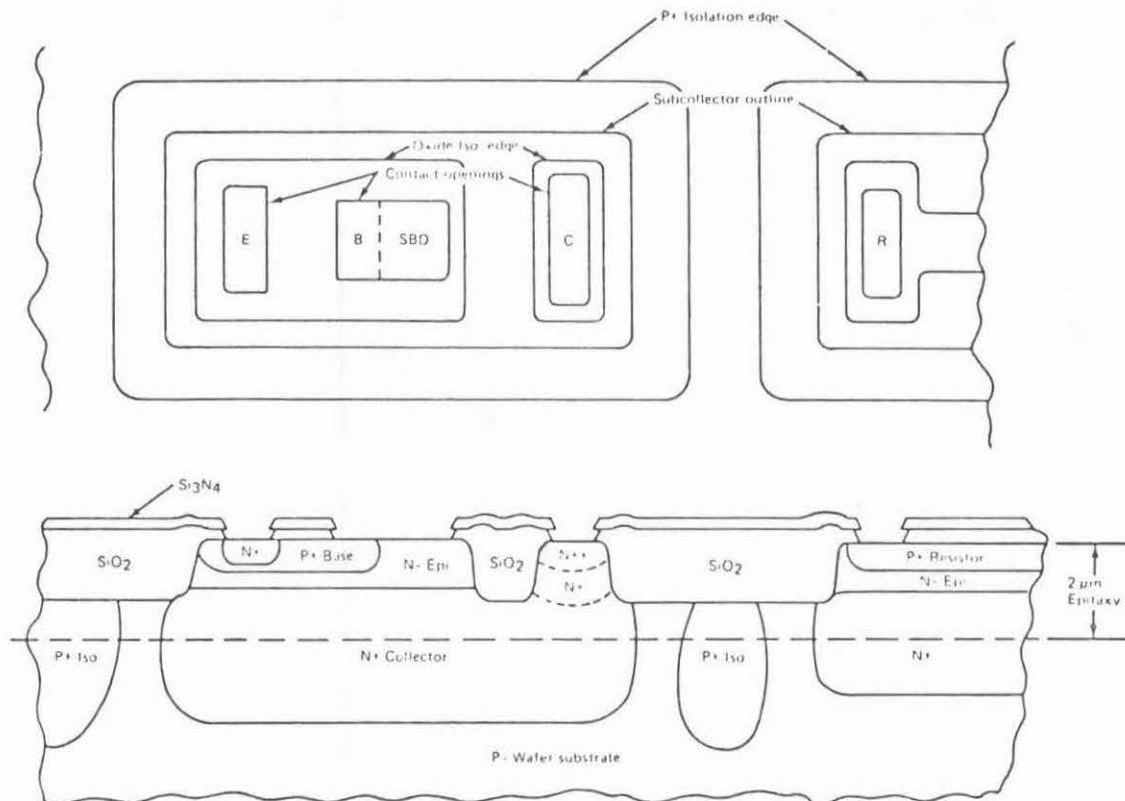 P+ Isolation edge
Subcollector outline
Oxide Iso. edge
Contact openings
E
B
SBD
C
R
Si3N4
SiO2
N+
P+ Base
N- Epi
SiO2
N++
N+
SiO2
P+ Resistor
N- Epi
2 µm
Epitaxy
P+ Iso
N+ Collector
P+ Iso
N+
P- Wafer substrate